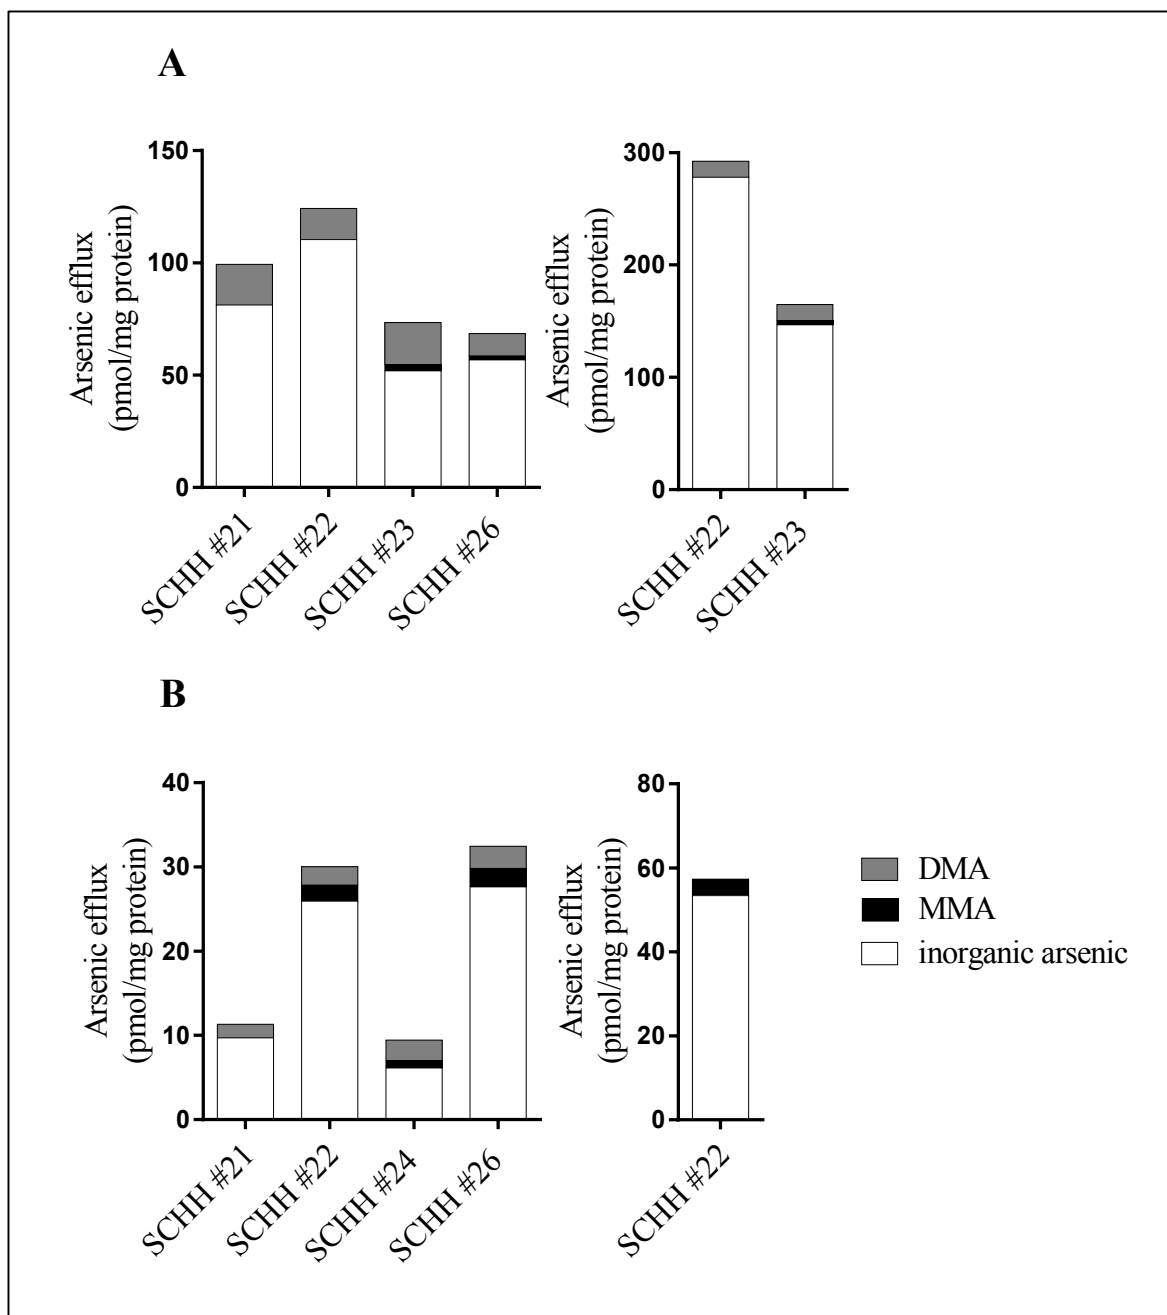 A
150
100
50
0
Arsenic efflux
(pmol/mg protein)
SCHH #21
SCHH #22
SCHH #23
SCHH #26
300
200
100
0
Arsenic efflux
(pmol/mg protein)
SCHH #22
SCHH #23
B
40
30
20
10
0
Arsenic efflux
(pmol/mg protein)
SCHH #21
SCHH #22
SCHH #24
SCHH #26
80
60
40
20
0
Arsenic efflux
(pmol/mg protein)
SCHH #22
DMA
MMA
inorganic arsenic